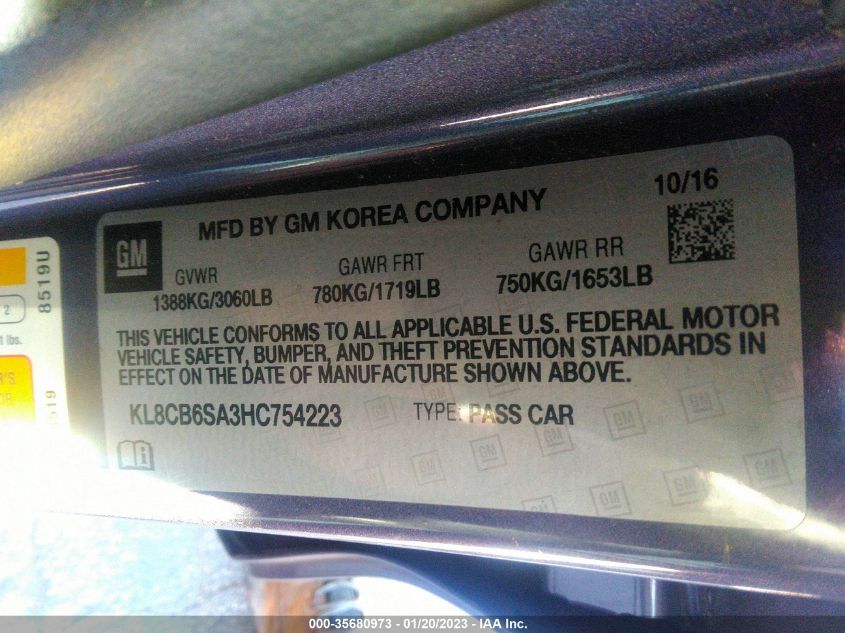 MFD BY GM KOREA COMPANY
10/16
GM
GVWR
1388KG/3060LB
GAWR FRT
780KG/1719LB
GAWR RR
750KG/1653LB
THIS VEHICLE CONFORMS TO ALL APPLICABLE U.S. FEDERAL MOTOR
VEHICLE SAFETY, BUMPER, AND THEFT PREVENTION STANDARDS IN
EFFECT ON THE DATE OF MANUFACTURE SHOWN ABOVE.
KL8CB6SA3HC754223
TYPE: PASS CAR
8519U
2
lbs.
000-35680973 - 01/20/2023 - IAA Inc.